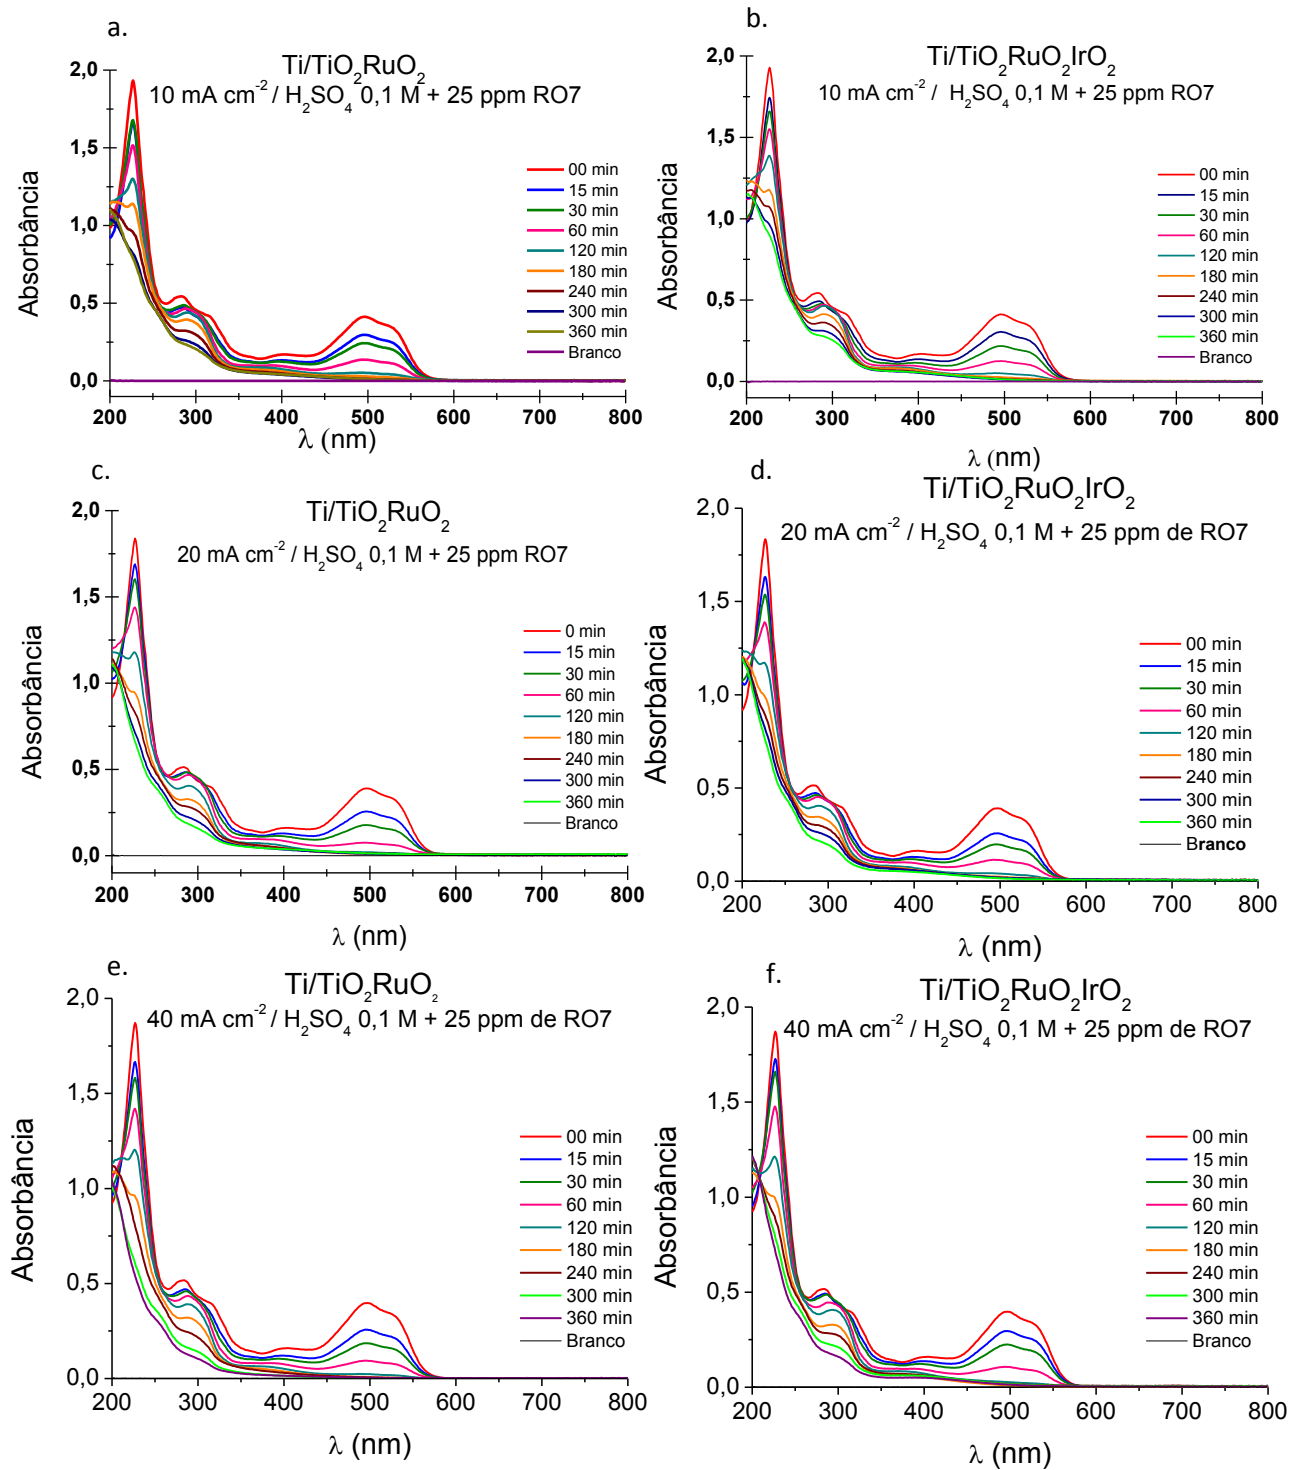 a.
Ti/TiO2RuO2
10 mA cm-2 / H2SO4 0,1 M + 25 ppm RO7
Absorbância
2,0
1,5
1,0
0,5
0,0
00 min
15 min
30 min
60 min
120 min
180 min
240 min
300 min
360 min
Branco
200 300 400 500 600 700 800
λ (nm)
b.
Ti/TiO2RuO2IrO2
10 mA cm-2 / H2SO4 0,1 M + 25 ppm RO7
Absorbância
2,0
1,5
1,0
0,5
0,0
00 min
15 min
30 min
60 min
120 min
180 min
240 min
300 min
360 min
Branco
200 300 400 500 600 700 800
λ (nm)
c.
Ti/TiO2RuO2
20 mA cm-2 / H2SO4 0,1 M + 25 ppm RO7
Absorbância
2,0
1,5
1,0
0,5
0,0
0 min
15 min
30 min
60 min
120 min
180 min
240 min
300 min
360 min
Branco
200 300 400 500 600 700 800
λ (nm)
d.
Ti/TiO2RuO2IrO2
20 mA cm-2 / H2SO4 0,1 M + 25 ppm de RO7
Absorbância
2,0
1,5
1,0
0,5
0,0
00 min
15 min
30 min
60 min
120 min
180 min
240 min
300 min
360 min
Branco
200 300 400 500 600 700 800
λ (nm)
e.
Ti/TiO2RuO2
40 mA cm-2 / H2SO4 0,1 M + 25 ppm de RO7
Absorbância
2,0
1,5
1,0
0,5
0,0
00 min
15 min
30 min
60 min
120 min
180 min
240 min
300 min
360 min
Branco
200 300 400 500 600 700 800
λ (nm)
f.
Ti/TiO2RuO2IrO2
40 mA cm-2 / H2SO4 0,1 M + 25 ppm de RO7
Absorbância
2,0
1,5
1,0
0,5
0,0
00 min
15 min
30 min
60 min
120 min
180 min
240 min
300 min
360 min
Branco
200 300 400 500 600 700 800
λ (nm)